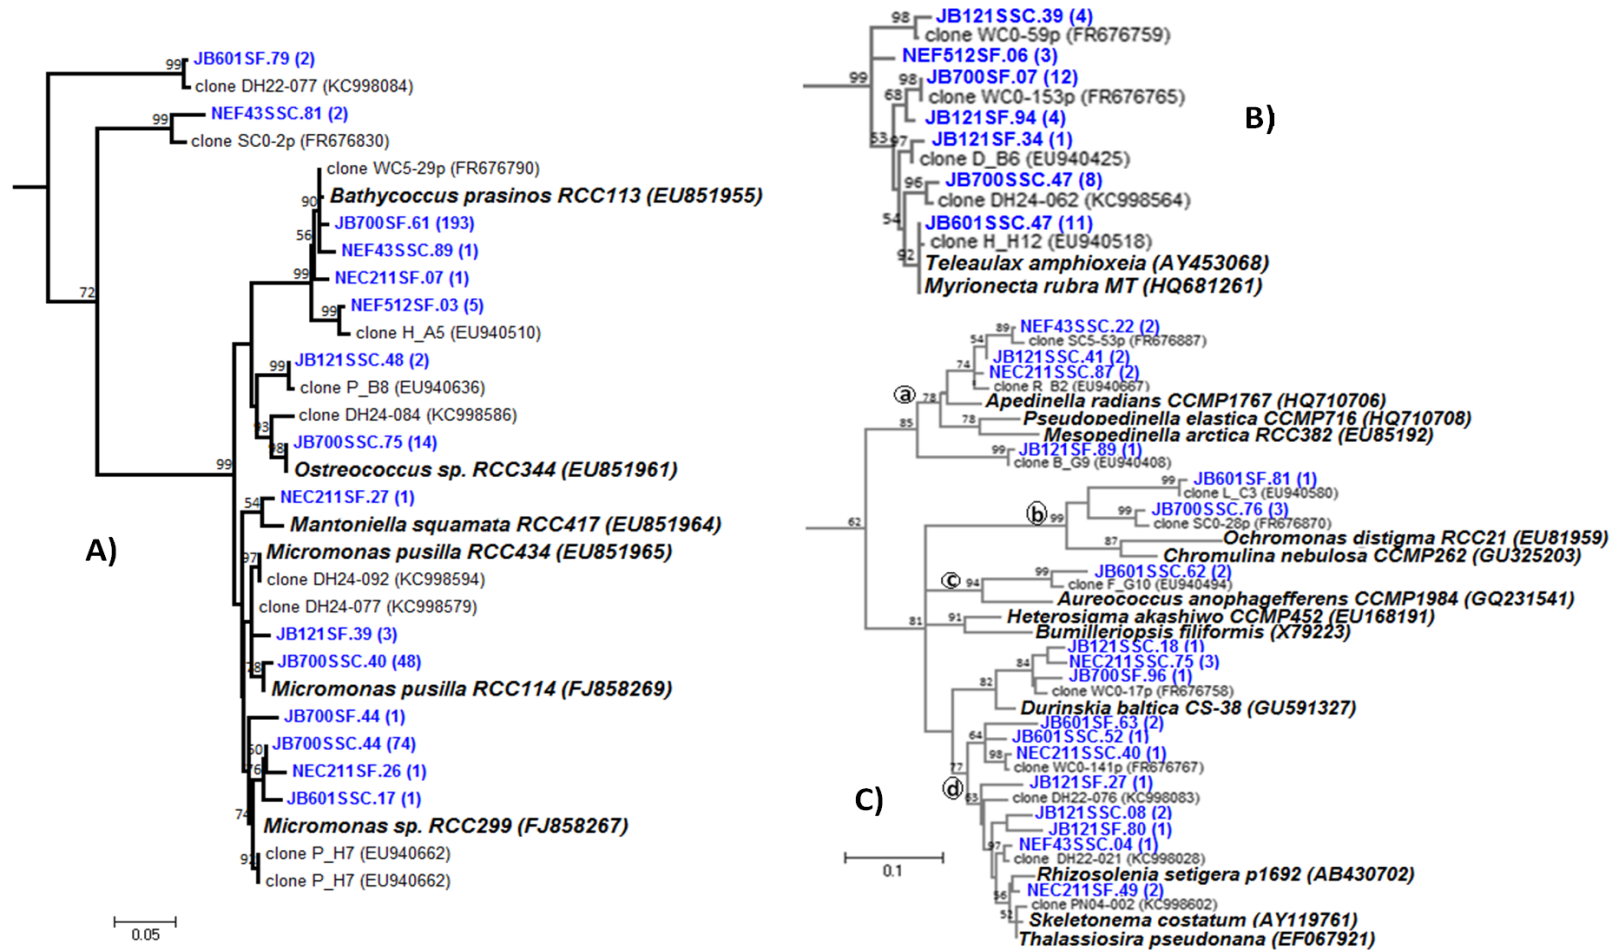 JB601SF.79 (2)
99
clone DH22-077 (KC998084)
NEF43SSC.81 (2)
99
clone SC0-2p (FR676830)
clone WC5-29p (FR676790)
Bathycoccus prasinos RCC113 (EU851955)
90
JB700SF.61 (193)
56
NEF43SSC.89 (1)
99
NEC211SF.07 (1)
72
NEF512SF.03 (5)
99
clone H_A5 (EU940510)
JB121SSC.48 (2)
99
clone P_B8 (EU940636)
clone DH24-084 (KC998586)
93
JB700SSC.75 (14)
98
Ostreococcus sp. RCC344 (EU851961)
99
NEC211SF.27 (1)
54
Mantoniella squamata RCC417 (EU851964)
A)
Micromonas pusilla RCC434 (EU851965)
97
clone DH24-092 (KC998594)
clone DH24-077 (KC998579)
JB121SF.39 (3)
JB700SSC.40 (48)
78
Micromonas pusilla RCC114 (FJ858269)
JB700SF.44 (1)
JB700SSC.44 (74)
60
NEC211SF.26 (1)
76
JB601SSC.17 (1)
74
Micromonas sp. RCC299 (FJ858267)
clone P_H7 (EU940662)
92
clone P_H7 (EU940662)
0.05
JB121SSC.39 (4)
98
clone WC0-59p (FR676759)
NEF512SF.06 (3)
99
JB700SF.07 (12)
98
clone WC0-153p (FR676765)
68
JB121SF.94 (4)
B)
53
JB121SF.34 (1)
97
clone D_B6 (EU940425)
JB700SSC.47 (8)
96
clone DH24-062 (KC998564)
54
JB601SSC.47 (11)
clone H_H12 (EU940518)
92
Teleaulax amphioxeia (AY453068)
Myrionecta rubra MT (HQ681261)
NEF43SSC.22 (2)
89
clone SC5-53p (FR676887)
54
JB121SSC.41 (2)
74
NEC211SSC.87 (2)
clone R_B2 (EU940667)
a
78
Apedinella radians CCMP1767 (HQ710706)
Pseudopedinella elastica CCMP716 (HQ710708)
78
85
Mesopedinella arctica RCC382 (EU85192)
JB121SF.89 (1)
99
clone B_G9 (EU940408)
JB601SF.81 (1)
99
clone L_C3 (EU940580)
JB700SSC.76 (3)
b
99
99
clone SC0-28p (FR676870)
62
Ochromonas distigma RCC21 (EU81959)
87
Chromulina nebulosa CCMP262 (GU325203)
JB601SSC.62 (2)
99
c
94
clone F_G10 (EU940494)
Aureococcus anophagefferens CCMP1984 (GQ231541)
Heterosigma akashiwo CCMP452 (EU168191)
81
91
Bumilleriopsis filiformis (X79223)
JB121SSC.18 (1)
84
NEC211SSC.75 (3)
JB700SF.96 (1)
82
clone WC0-17p (FR676758)
Durinskia baltica CS-38 (GU591327)
JB601SF.63 (2)
64
JB601SSC.52 (1)
NEC211SSC.40 (1)
98
clone WC0-141p (FR676767)
77
JB121SF.27 (1)
d
63
clone DH22-076 (KC998083)
C)
JB121SSC.08 (2)
JB121SF.80 (1)
NEF43SSC.04 (1)
97
clone DH22-021 (KC998028)
0.1
Rhizosolenia setigera p1692 (AB430702)
NEC211SF.49 (2)
56
clone PN04-002 (KC998602)
52
Skeletonema costatum (AY119761)
Thalassiosira pseudonana (EF067921)